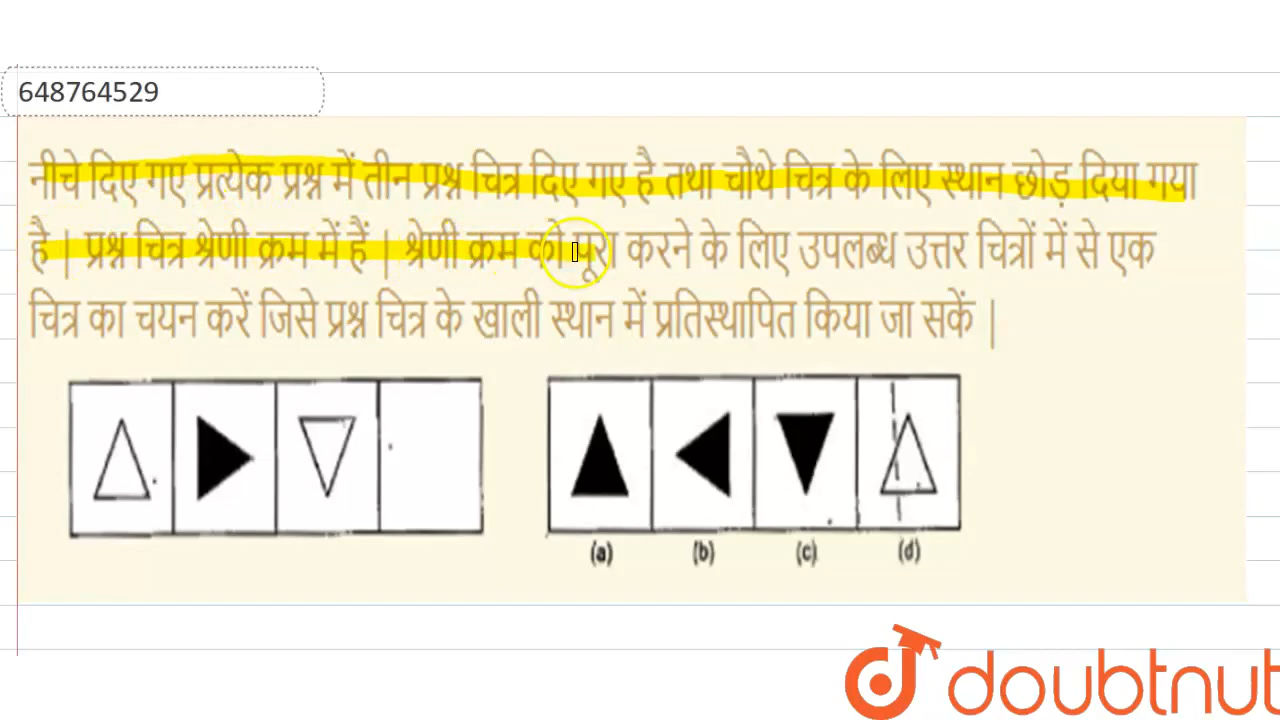 648764529
नीचे दिए गए प्रत्येक प्रश्न में तीन प्रश्न चित्र दिए गए है तथा चौथे चित्र के लिए स्थान छोड़ दिया गया
है | प्रश्न चित्र श्रेणी क्रम में हैं | श्रेणी क्रम को पूरा करने के लिए उपलब्ध उत्तर चित्रों में से एक
चित्र का चयन करें जिसे प्रश्न चित्र के खाली स्थान में प्रतिस्थापित किया जा सकें |
(a) (b) (c) (d)
doubtnut